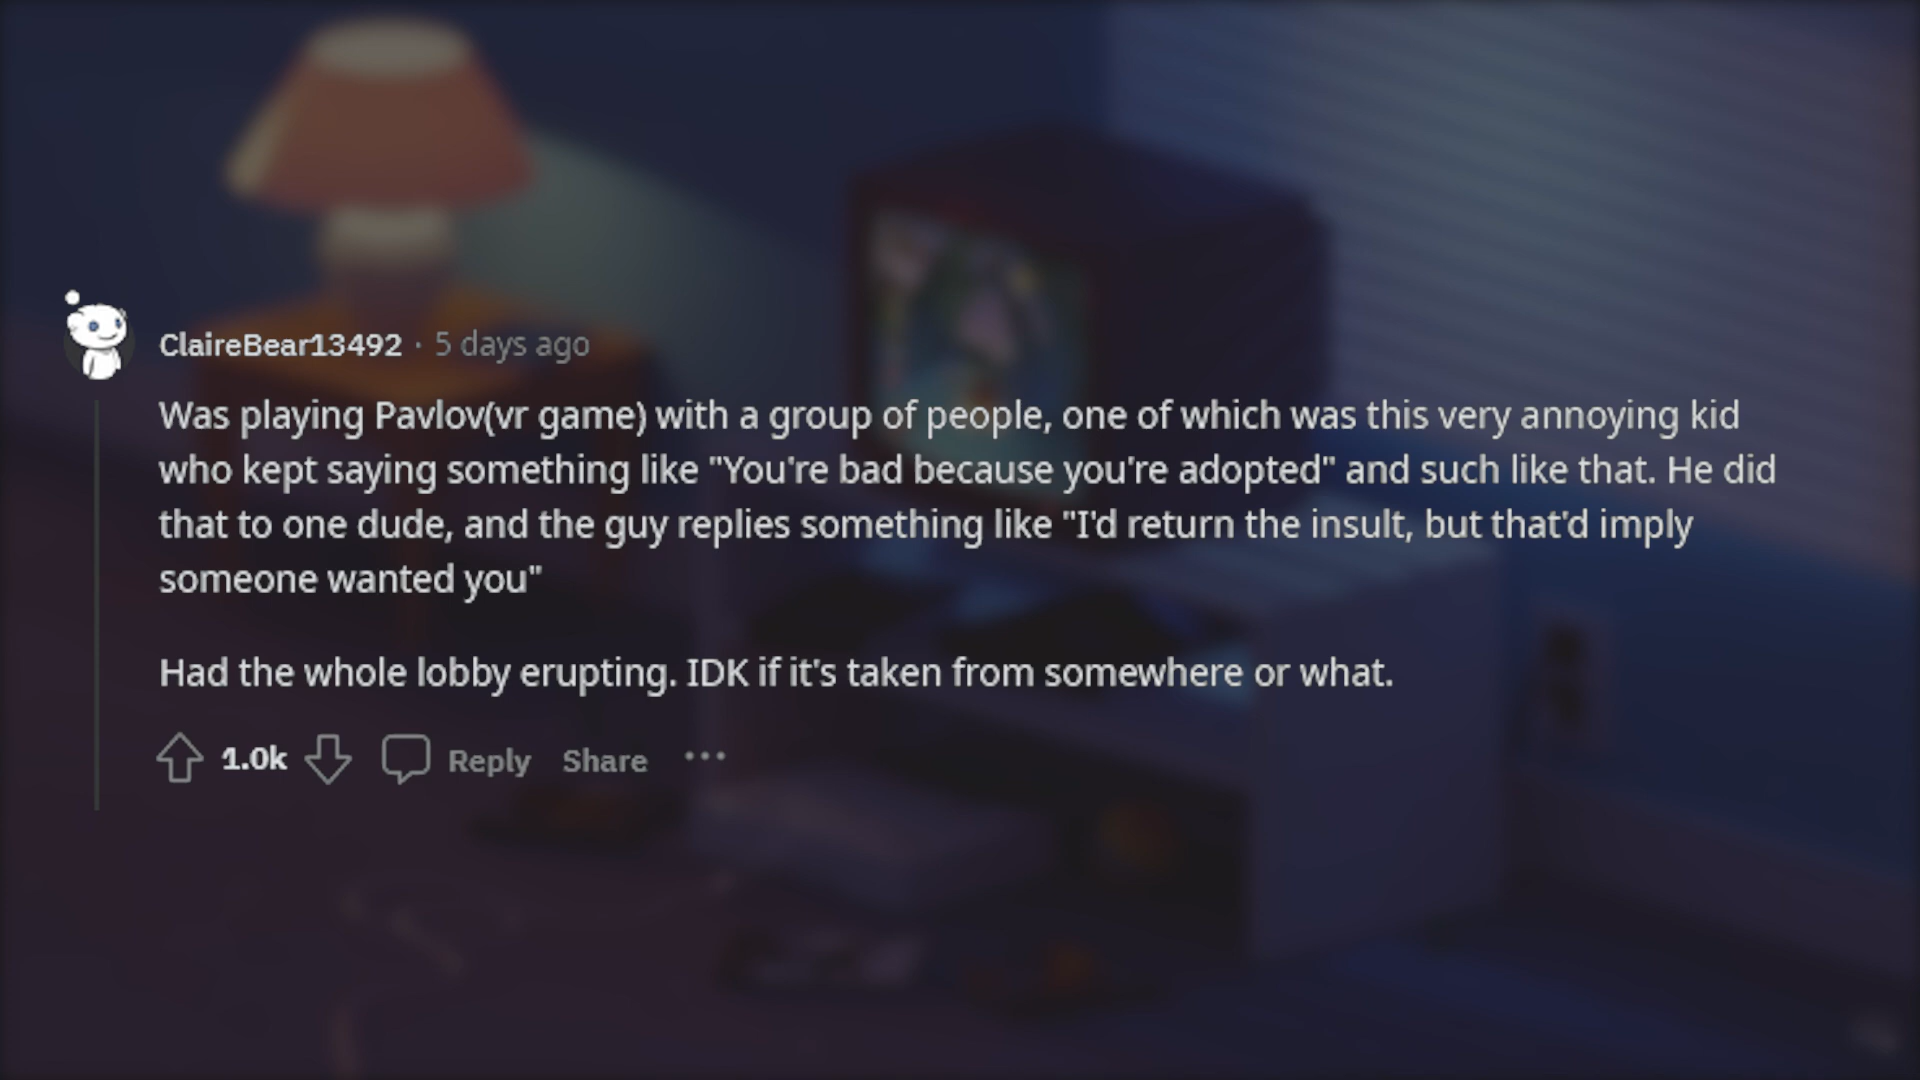 ClaireBear13492 · 5 days ago
Was playing Pavlov(vr game) with a group of people, one of which was this very annoying kid
who kept saying something like "You're bad because you're adopted" and such like that. He did
that to one dude, and the guy replies something like "I'd return the insult, but that'd imply
someone wanted you"
Had the whole lobby erupting. IDK if it's taken from somewhere or what.
1.0k Reply Share ···